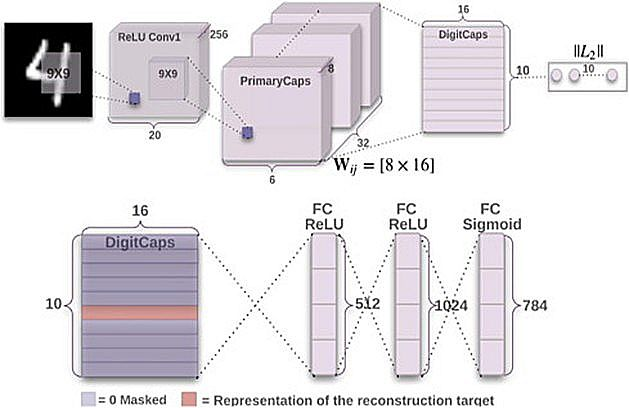 16
ReLU Conv1
256
DigitCaps
||L₂||
9X9
9X9
8
PrimaryCaps
10
10
20
32
6
Wᵢⱼ = [8 × 16]
16
FC
ReLU
FC
ReLU
FC
Sigmoid
DigitCaps
10
512
1024
784
= 0 Masked
= Representation of the reconstruction target